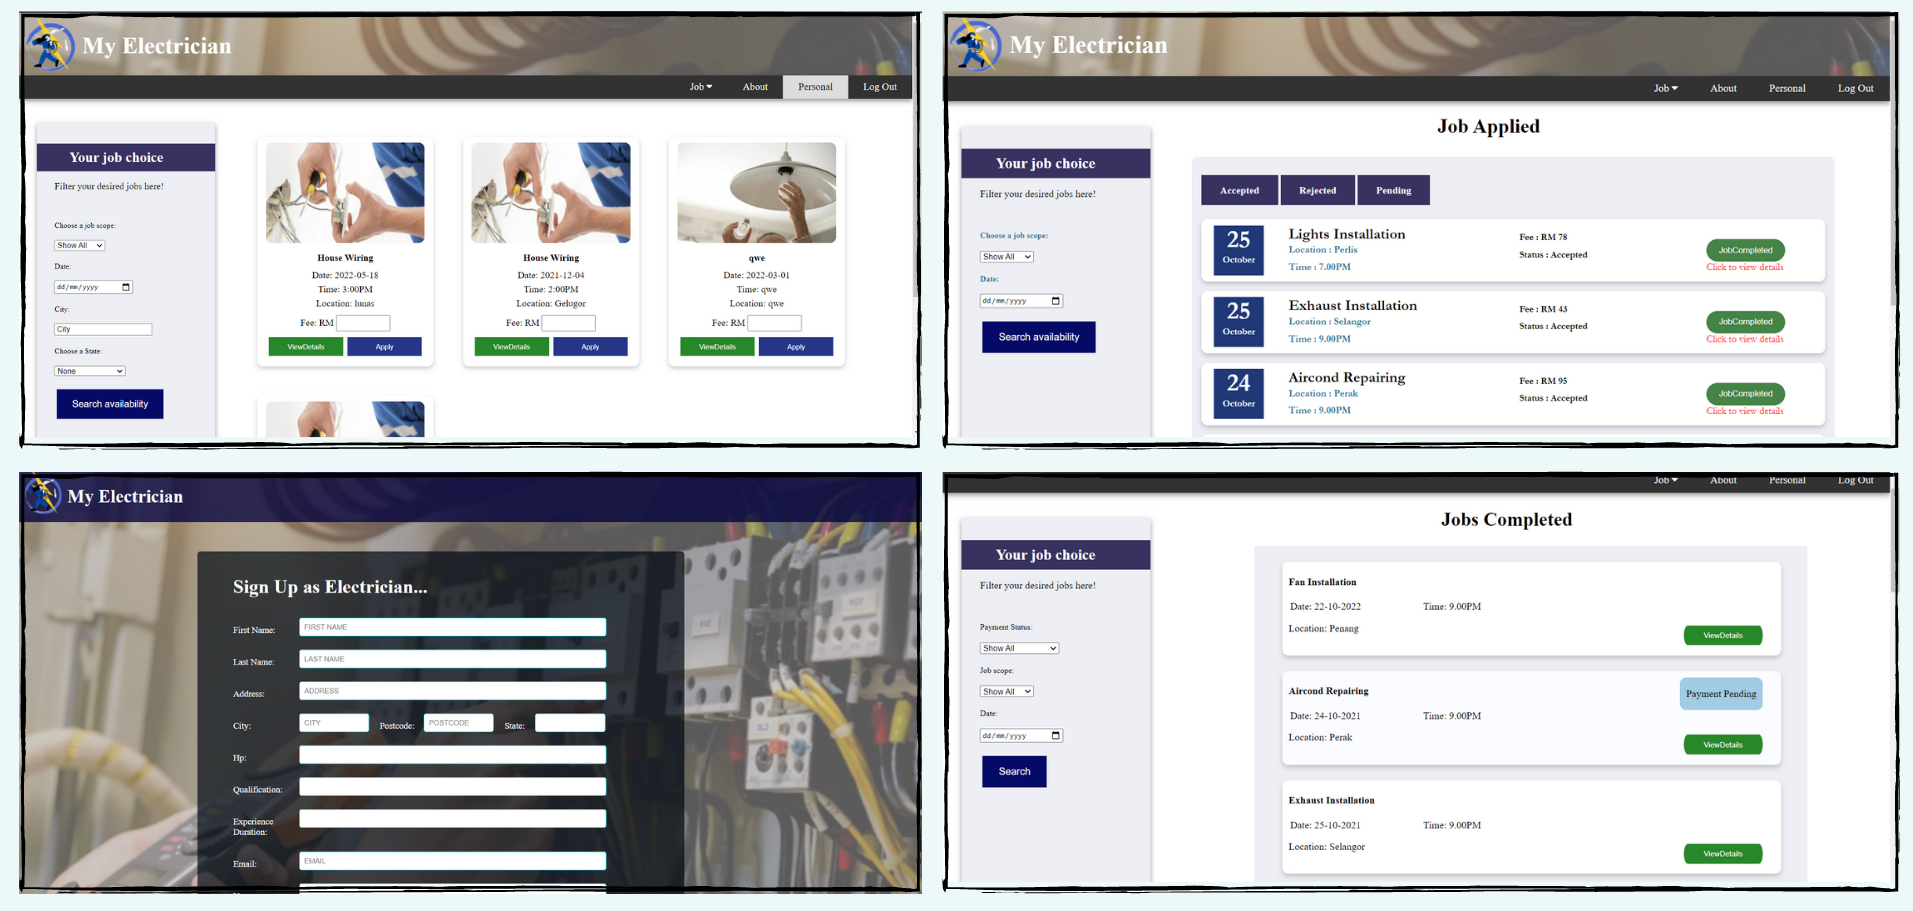 My Electrician
Job
About
Personal
Log Out
Your job choice
Filter your desired jobs here!
Choose a job scope:
Show All
Date:
dd/mm/yyyy
City:
City
Choose a State:
None
Search availability
House Wiring
Date: 2022-05-18
Time: 3:00PM
Location: lunas
Fee: RM
ViewDetails
Apply
House Wiring
Date: 2021-12-04
Time: 2:00PM
Location: Gelugor
Fee: RM
ViewDetails
Apply
qwe
Date: 2022-03-01
Time: qwe
Location: qwe
Fee: RM
ViewDetails
Apply
My Electrician
Job
About
Personal
Log Out
Your job choice
Filter your desired jobs here!
Choose a job scope:
Show All
Date:
dd/mm/yyyy
Search availability
Job Applied
Accepted
Rejected
Pending
25
October
Lights Installation
Location : Perlis
Time : 7.00PM
Fee : RM 78
Status : Accepted
JobCompleted
Click to view details
25
October
Exhaust Installation
Location : Selangor
Time : 9.00PM
Fee : RM 43
Status : Accepted
JobCompleted
Click to view details
24
October
Aircond Repairing
Location : Perak
Time : 9.00PM
Fee : RM 95
Status : Accepted
JobCompleted
Click to view details
My Electrician
Sign Up as Electrician...
First Name:
FIRST NAME
Last Name:
LAST NAME
Address:
ADDRESS
City:
CITY
Postcode:
POSTCODE
State:
Hp:
Qualification:
Experience
Duration:
Email:
EMAIL
Job
About
Personal
Log Out
Your job choice
Filter your desired jobs here!
Payment Status:
Show All
Job scope:
Show All
Date:
dd/mm/yyyy
Search
Jobs Completed
Fan Installation
Date: 22-10-2022
Time: 9.00PM
Location: Penang
ViewDetails
Aircond Repairing
Payment Pending
Date: 24-10-2021
Time: 9.00PM
Location: Perak
ViewDetails
Exhaust Installation
Date: 25-10-2021
Time: 9.00PM
Location: Selangor
ViewDetails